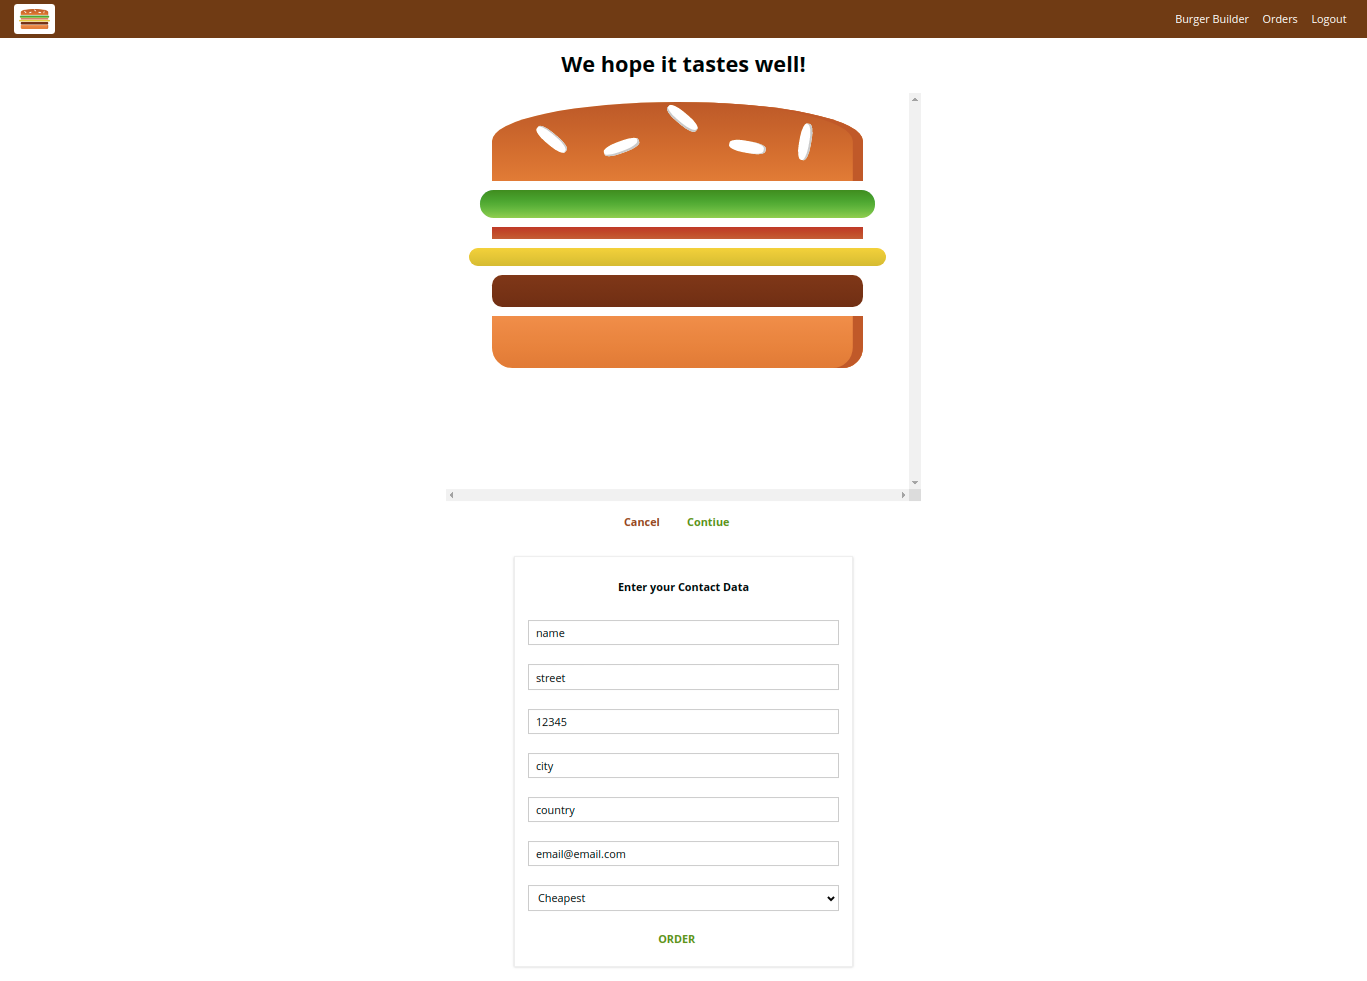 Burger Builder Orders Logout
We hope it tastes well!
Cancel Contiue
Enter your Contact Data
name
street
12345
city
country
email@email.com
Cheapest
ORDER